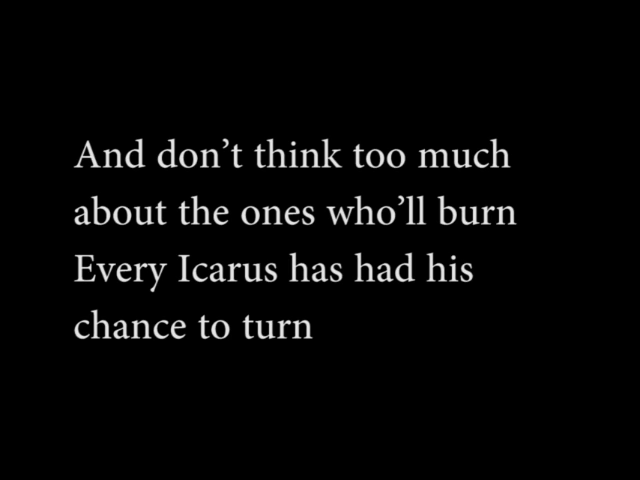 And don’t think too much
about the ones who’ll burn
Every Icarus has had his
chance to turn